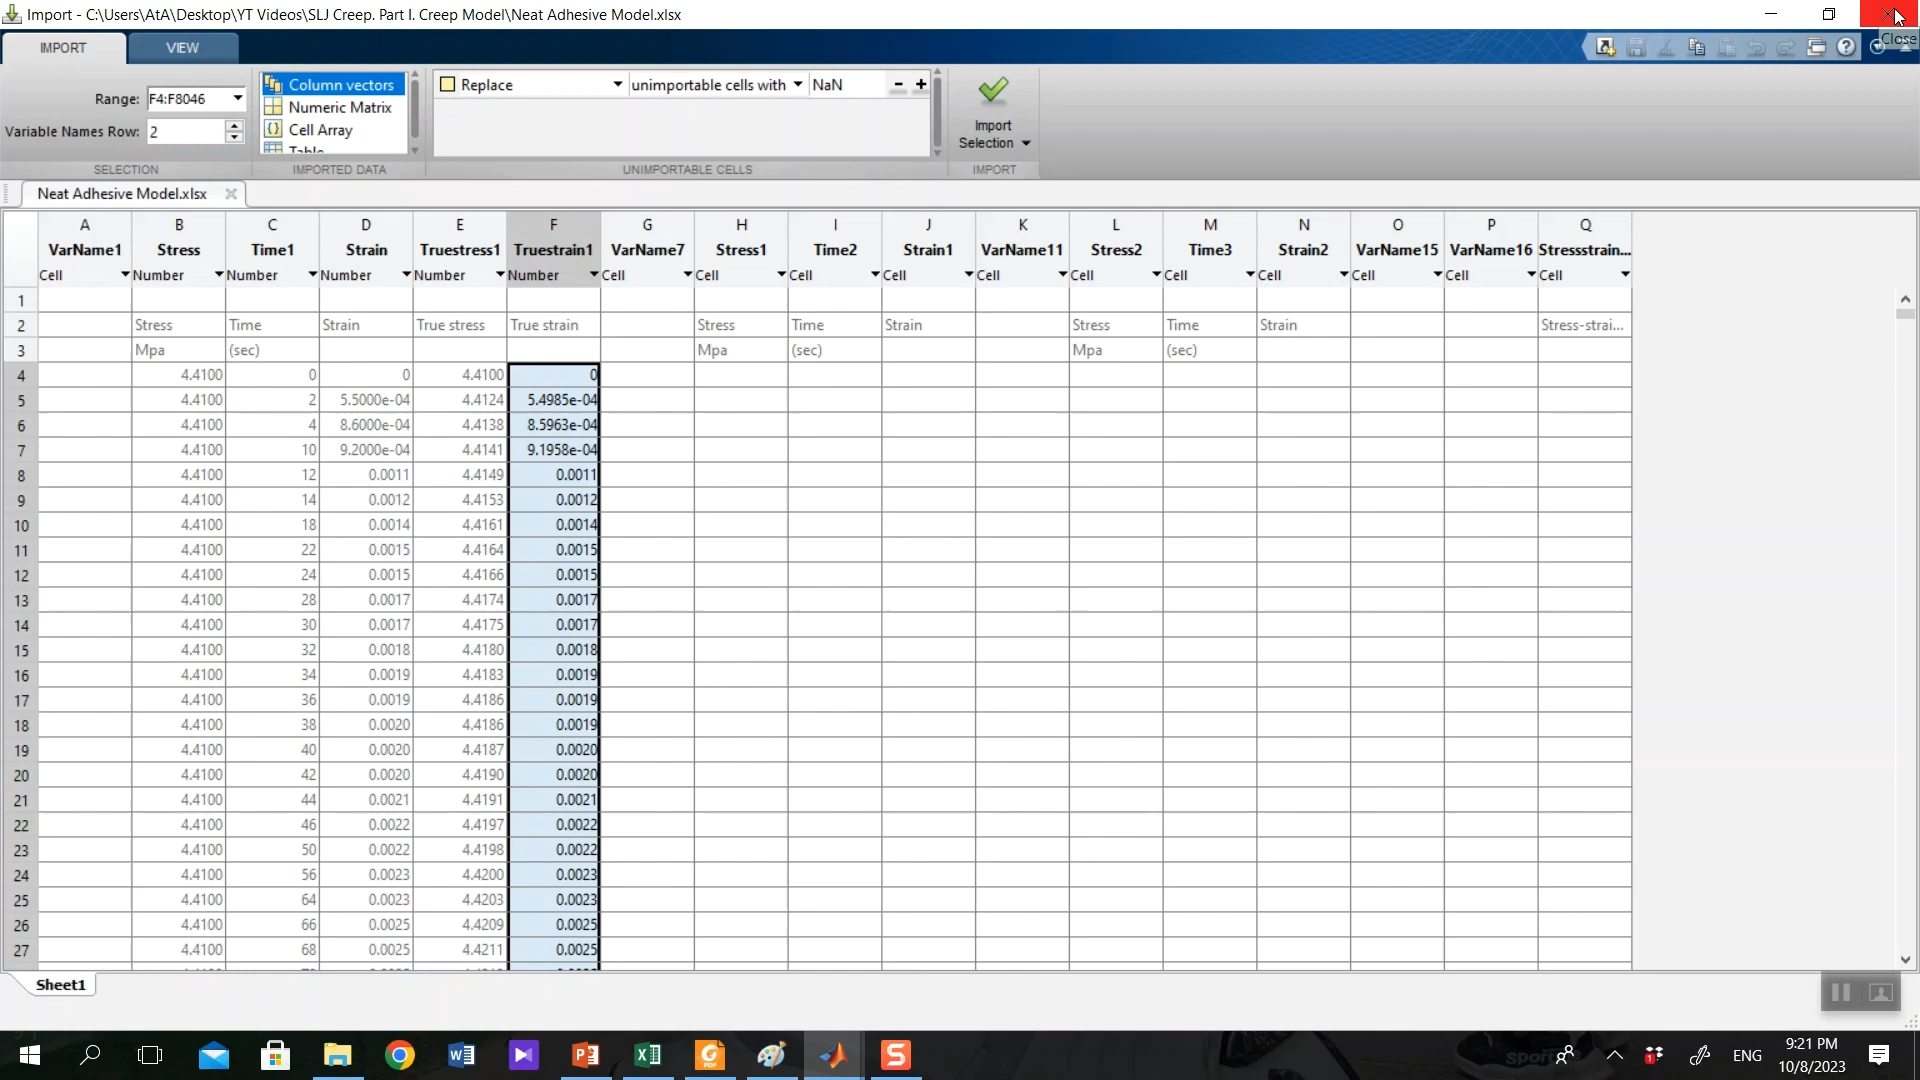 Import - C:\Users\AtA\Desktop\YT Videos\SLJ Creep. Part I. Creep Model\Neat Adhesive Model.xlsx
Close
IMPORT VIEW
Range: F4:F8046
Variable Names Row: 2
SELECTION
Column vectors
Numeric Matrix
Cell Array
Table
IMPORTED DATA
Replace unimportable cells with NaN
UNIMPORTABLE CELLS
Import
Selection
IMPORT
Neat Adhesive Model.xlsx
A B C D E F G H I J K L M N O P Q
VarName1 Stress Time1 Strain Truestress1 Truestrain1 VarName7 Stress1 Time2 Strain1 VarName11 Stress2 Time3 Strain2 VarName15 VarName16 Stressstrain...
Cell Number Number Number Number Number Cell Cell Cell Cell Cell Cell Cell Cell Cell Cell Cell
1
2 Stress Time Strain True stress True strain Stress Time Strain Stress Time Strain Stress-strai...
3 Mpa (sec) Mpa (sec) Mpa (sec)
4 4.4100 0 0 4.4100 0
5 4.4100 2 5.5000e-04 4.4124 5.4985e-04
6 4.4100 4 8.6000e-04 4.4138 8.5963e-04
7 4.4100 10 9.2000e-04 4.4141 9.1958e-04
8 4.4100 12 0.0011 4.4149 0.0011
9 4.4100 14 0.0012 4.4153 0.0012
10 4.4100 18 0.0014 4.4161 0.0014
11 4.4100 22 0.0015 4.4164 0.0015
12 4.4100 24 0.0015 4.4166 0.0015
13 4.4100 28 0.0017 4.4174 0.0017
14 4.4100 30 0.0017 4.4175 0.0017
15 4.4100 32 0.0018 4.4180 0.0018
16 4.4100 34 0.0019 4.4183 0.0019
17 4.4100 36 0.0019 4.4186 0.0019
18 4.4100 38 0.0020 4.4186 0.0019
19 4.4100 40 0.0020 4.4187 0.0020
20 4.4100 42 0.0020 4.4190 0.0020
21 4.4100 44 0.0021 4.4191 0.0021
22 4.4100 46 0.0022 4.4197 0.0022
23 4.4100 50 0.0022 4.4198 0.0022
24 4.4100 56 0.0023 4.4200 0.0023
25 4.4100 64 0.0023 4.4203 0.0023
26 4.4100 66 0.0025 4.4209 0.0025
27 4.4100 68 0.0025 4.4211 0.0025
Sheet1
ENG
9:21 PM
10/8/2023